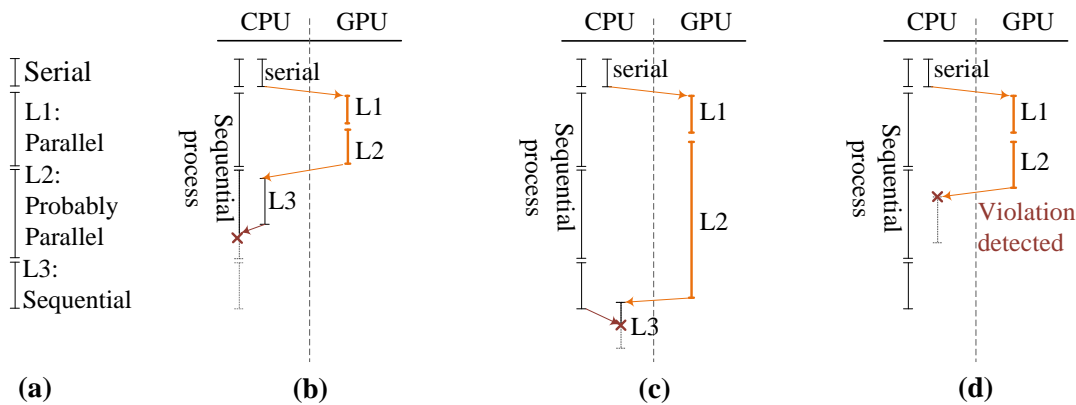 Serial
L1:
Parallel
L2:
Probably
Parallel
L3:
Sequential
(a)
CPU GPU
serial
L1
L2
L3
Sequential
process
(b)
CPU GPU
serial
L1
L2
L3
Sequential
process
(c)
CPU GPU
serial
L1
L2
Sequential
process
Violation
detected
(d)